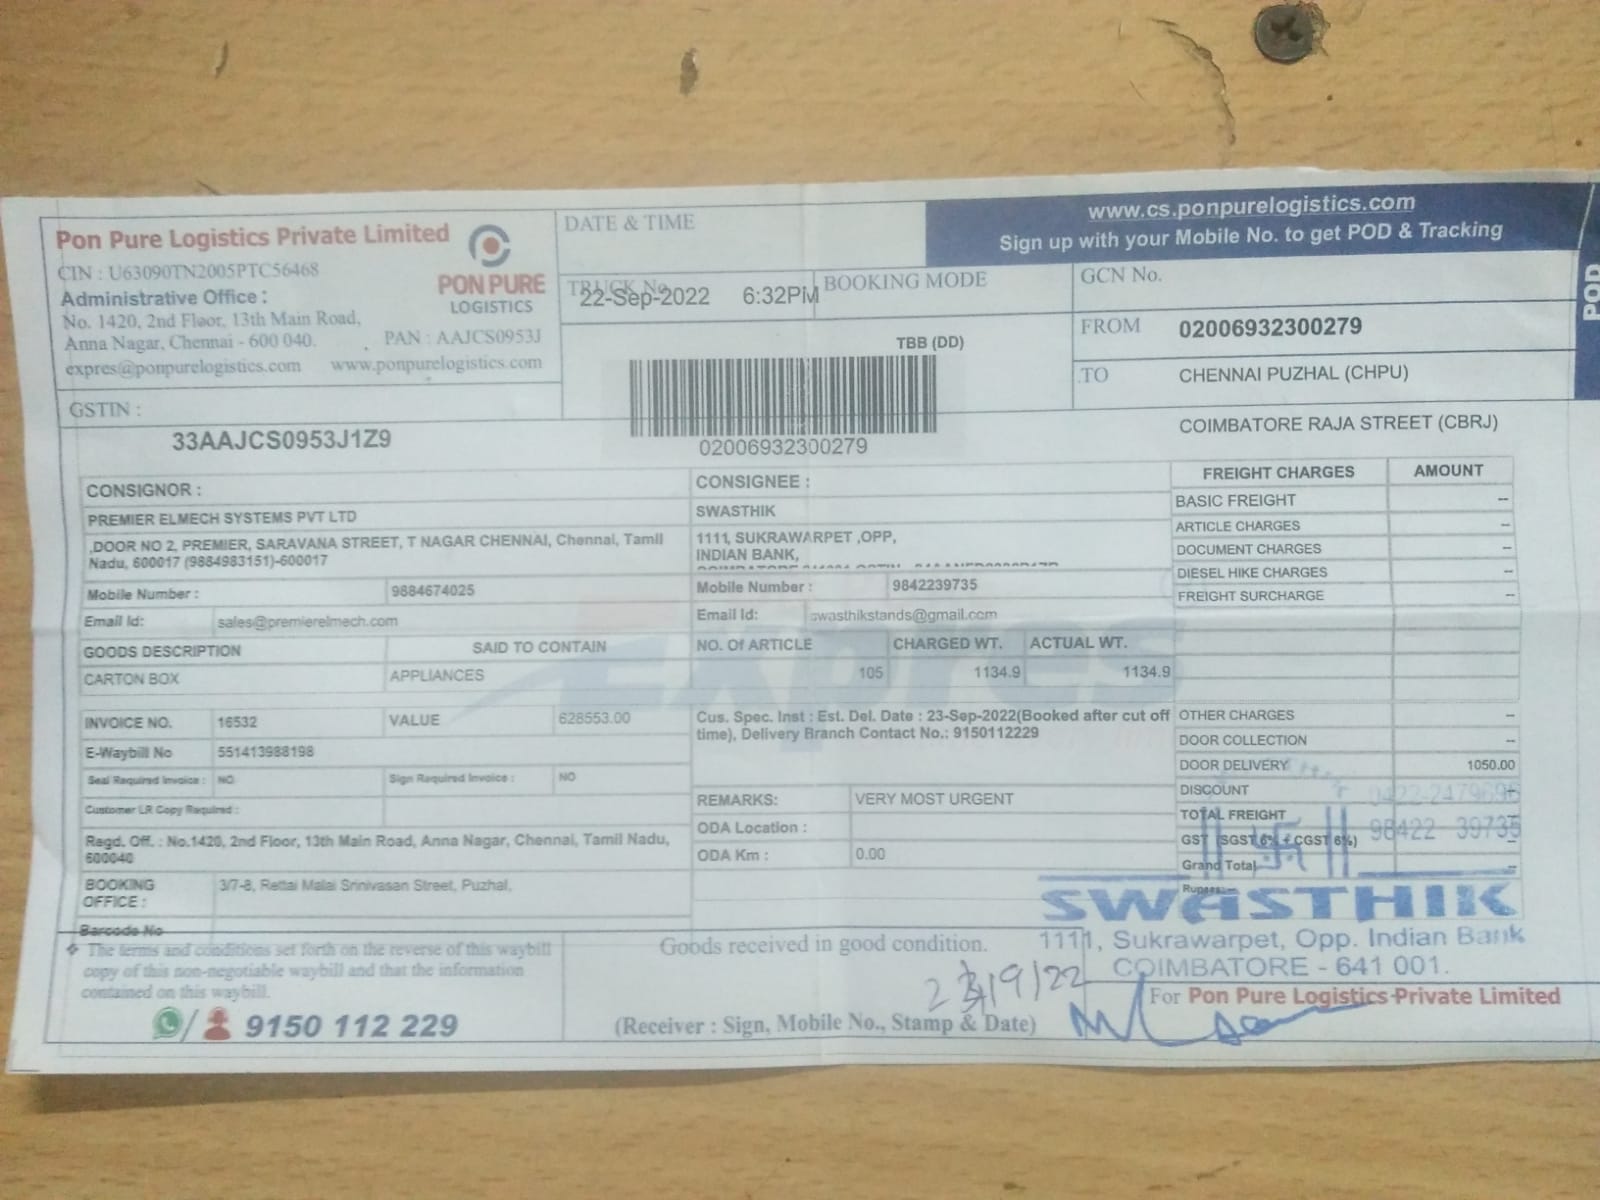 www.cs.ponpurelogistics.com
Sign up with your Mobile No. to get POD & Tracking
POD
Pon Pure Logistics Private Limited
CIN : U63090TN2005PTC56468
Administrative Office :
No. 1420, 2nd Floor, 13th Main Road,
Anna Nagar, Chennai - 600 040.
PAN : AAJCS0953J
expres@ponpurelogistics.com www.ponpurelogistics.com
PON PURE
LOGISTICS
GSTIN :
33AAJCS0953J1Z9
DATE & TIME
TRUCK No.
22-Sep-2022 6:32PM
BOOKING MODE
TBB (DD)
02006932300279
GCN No.
FROM 02006932300279
TO CHENNAI PUZHAL (CHPU)
COIMBATORE RAJA STREET (CBRJ)
CONSIGNOR :
PREMIER ELMECH SYSTEMS PVT LTD
,DOOR NO 2, PREMIER, SARAVANA STREET, T NAGAR CHENNAI, Chennai, Tamil
Nadu, 600017 (9884983151)-600017
Mobile Number : 9884674025
Email Id: sales@premierelmech.com
GOODS DESCRIPTION SAID TO CONTAIN
CARTON BOX APPLIANCES
INVOICE NO. 16532 VALUE 628553.00
E-Waybill No 551413988198
Seal Required Invoice : NO Sign Required Invoice : NO
Customer LR Copy Required :
Regd. Off. : No.1420, 2nd Floor, 13th Main Road, Anna Nagar, Chennai, Tamil Nadu,
600040
BOOKING
OFFICE : 3/7-8, Rettai Malai Srinivasan Street, Puzhal,
Barcode No
CONSIGNEE :
SWASTHIK
1111, SUKRAWARPET ,OPP,
INDIAN BANK,
Mobile Number : 9842239735
Email Id: swasthikstands@gmail.com
NO. Of ARTICLE CHARGED WT. ACTUAL WT.
105 1134.9 1134.9
Cus. Spec. Inst : Est. Del. Date : 23-Sep-2022(Booked after cut off
time), Delivery Branch Contact No.: 9150112229
REMARKS: VERY MOST URGENT
ODA Location :
ODA Km : 0.00
Expres
FREIGHT CHARGES AMOUNT
BASIC FREIGHT --
ARTICLE CHARGES --
DOCUMENT CHARGES --
DIESEL HIKE CHARGES --
FREIGHT SURCHARGE --
OTHER CHARGES --
DOOR COLLECTION --
DOOR DELIVERY 1050.00
DISCOUNT --
TOTAL FREIGHT --
GST (SGST 6% + CGST 6%) --
Grand Total --
Rupees: --
98422 39735
SWASTHIK
1111, Sukrawarpet, Opp. Indian Bank
COIMBATORE - 641 001.
❖ The terms and conditions set forth on the reverse of this waybill
copy of this non-negotiable waybill and that the information
contained on this waybill.
9150 112 229
Goods received in good condition.
(Receiver : Sign, Mobile No., Stamp & Date)
For Pon Pure Logistics Private Limited